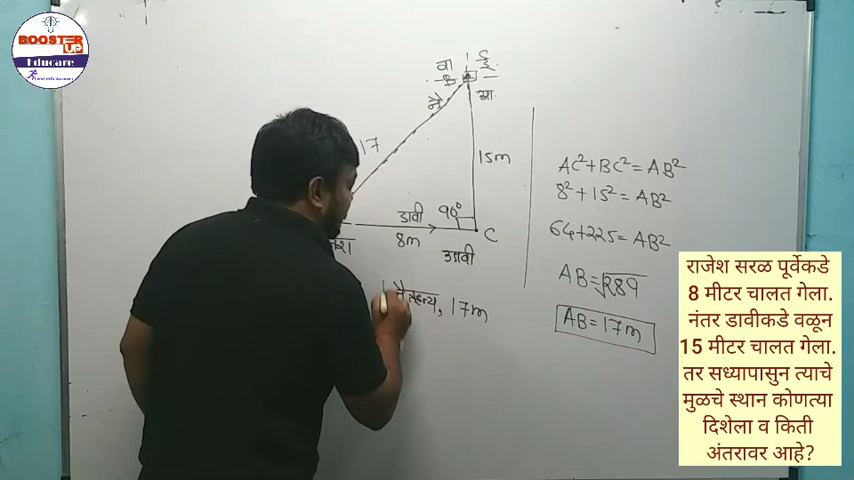 BOOSTER
UP
Educare
वा
ई
B
नै
आ
17
15m
डावी
90°
8m
C
उजवी
नैऋत्य, 17m
AC²+BC²=AB²
8²+15²=AB²
64+225=AB²
AB=√289
AB=17m
राजेश सरळ पूर्वेकडे
8 मीटर चालत गेला.
नंतर डावीकडे वळून
15 मीटर चालत गेला.
तर सध्यापासुन त्याचे
मुळचे स्थान कोणत्या
दिशेला व किती
अंतरावर आहे?